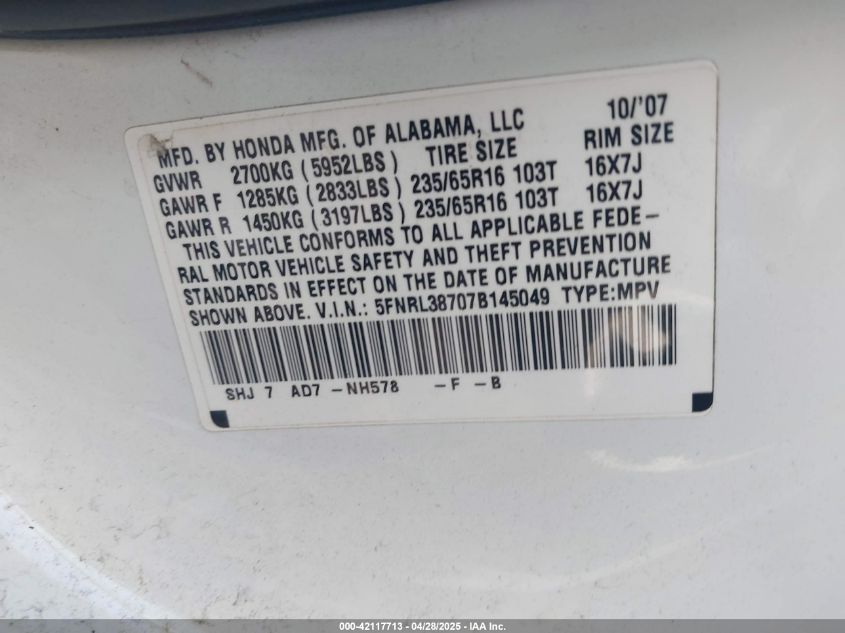 MFD. BY HONDA MFG. OF ALABAMA, LLC 10/'07
GVWR 2700KG (5952LBS) TIRE SIZE RIM SIZE
GAWR F 1285KG (2833LBS) 235/65R16 103T 16X7J
GAWR R 1450KG (3197LBS) 235/65R16 103T 16X7J
THIS VEHICLE CONFORMS TO ALL APPLICABLE FEDE-
RAL MOTOR VEHICLE SAFETY AND THEFT PREVENTION
STANDARDS IN EFFECT ON THE DATE OF MANUFACTURE
SHOWN ABOVE. V.I.N.: 5FNRL38707B145049 TYPE:MPV
SHJ 7 AD7 -NH578 -F -B
000-42117713 - 04/28/2025 - IAA Inc.